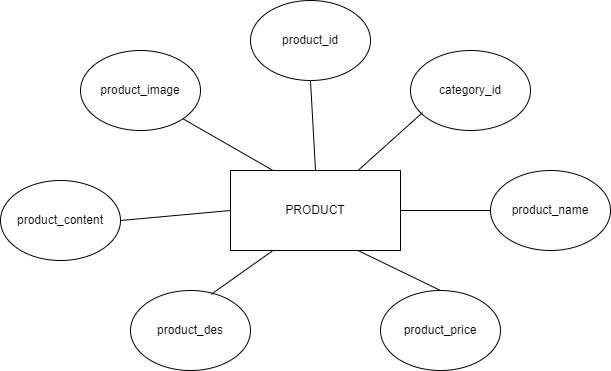 product_id
product_image
category_id
PRODUCT
product_name
product_content
product_des
product_price